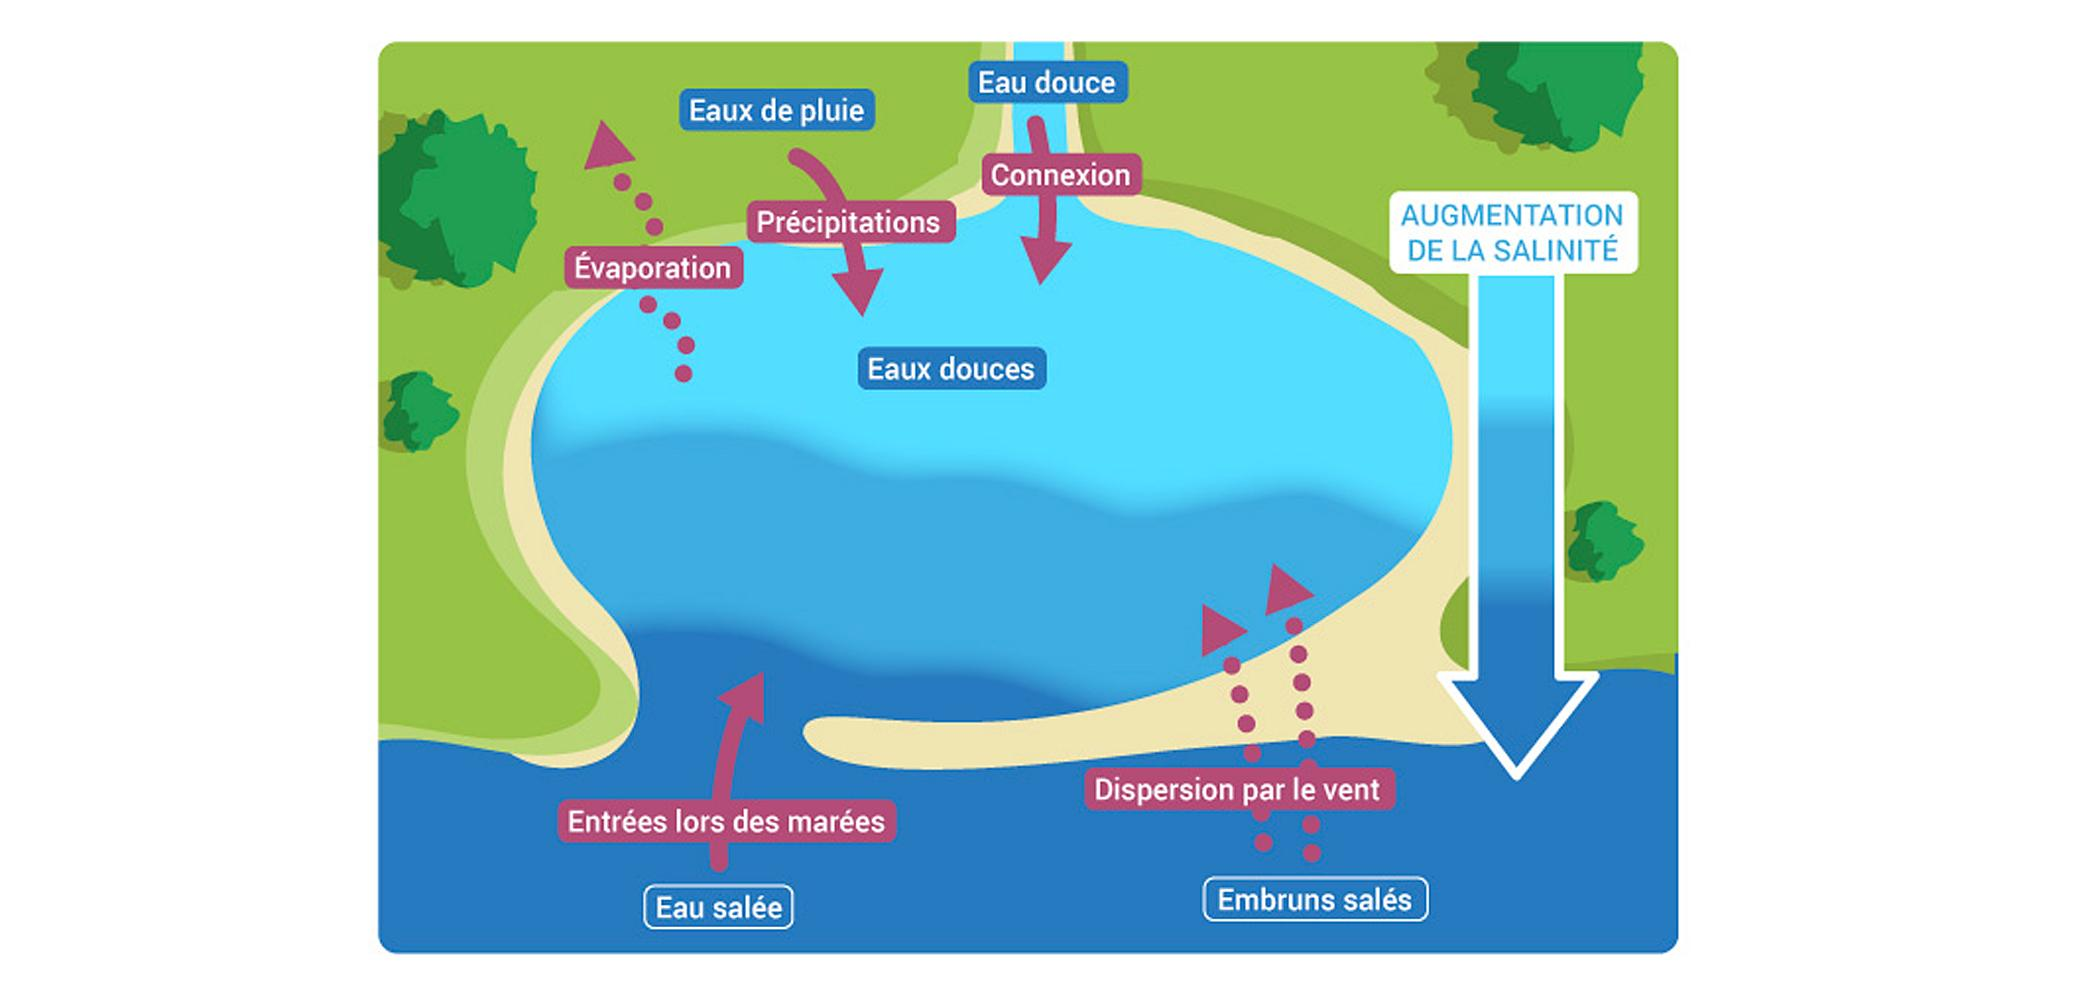 Eau douce
Eaux de pluie
Connexion
Précipitations
AUGMENTATION
DE LA SALINITÉ
Évaporation
Eaux douces
Dispersion par le vent
Entrées lors des marées
Embruns salés
Eau salée